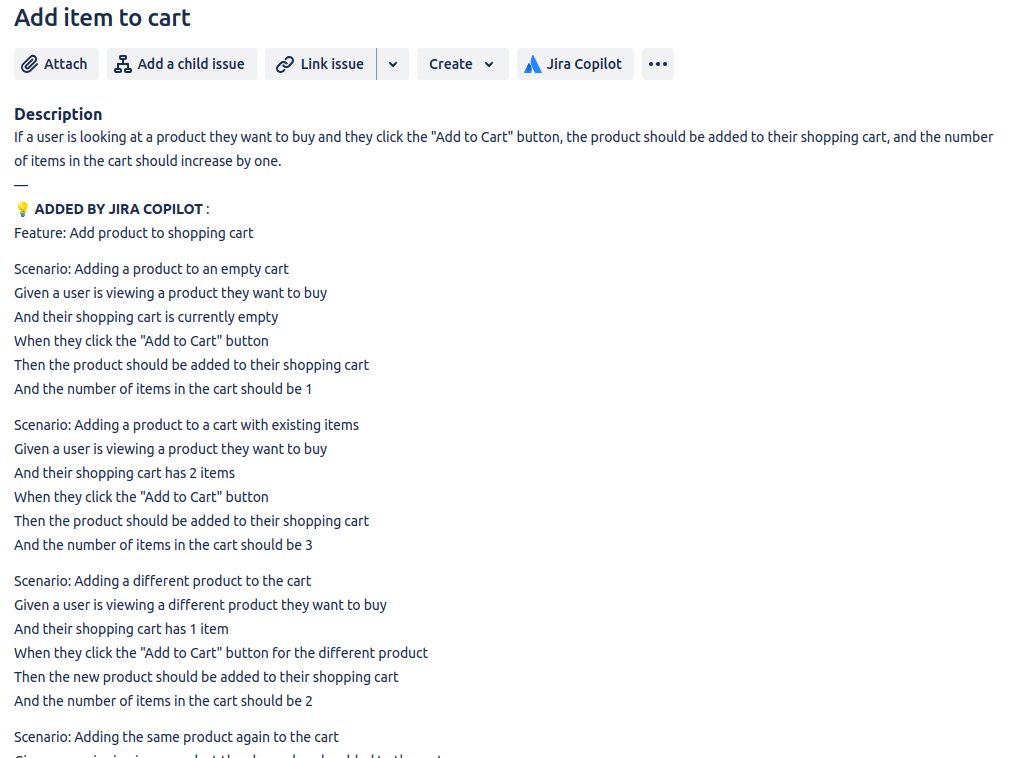 Add item to cart
Attach
Add a child issue
Link issue
Create
Jira Copilot
Description
If a user is looking at a product they want to buy and they click the "Add to Cart" button, the product should be added to their shopping cart, and the number
of items in the cart should increase by one.
—
ADDED BY JIRA COPILOT :
Feature: Add product to shopping cart
Scenario: Adding a product to an empty cart
Given a user is viewing a product they want to buy
And their shopping cart is currently empty
When they click the "Add to Cart" button
Then the product should be added to their shopping cart
And the number of items in the cart should be 1
Scenario: Adding a product to a cart with existing items
Given a user is viewing a product they want to buy
And their shopping cart has 2 items
When they click the "Add to Cart" button
Then the product should be added to their shopping cart
And the number of items in the cart should be 3
Scenario: Adding a different product to the cart
Given a user is viewing a different product they want to buy
And their shopping cart has 1 item
When they click the "Add to Cart" button for the different product
Then the new product should be added to their shopping cart
And the number of items in the cart should be 2
Scenario: Adding the same product again to the cart